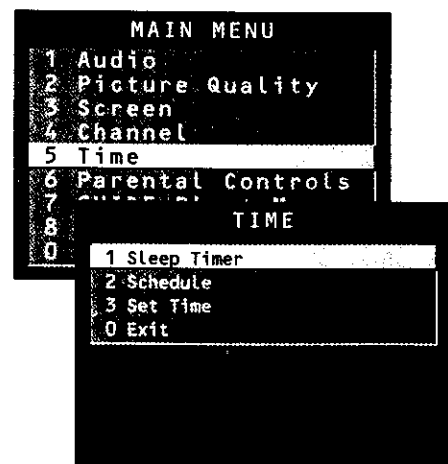 MAIN MENU
1 Audio
2 Picture Quality
3 Screen
4 Channel
5 Time
6 Parental Controls
7
8
0
TIME
1 Sleep Timer
2 Schedule
3 Set Time
0 Exit